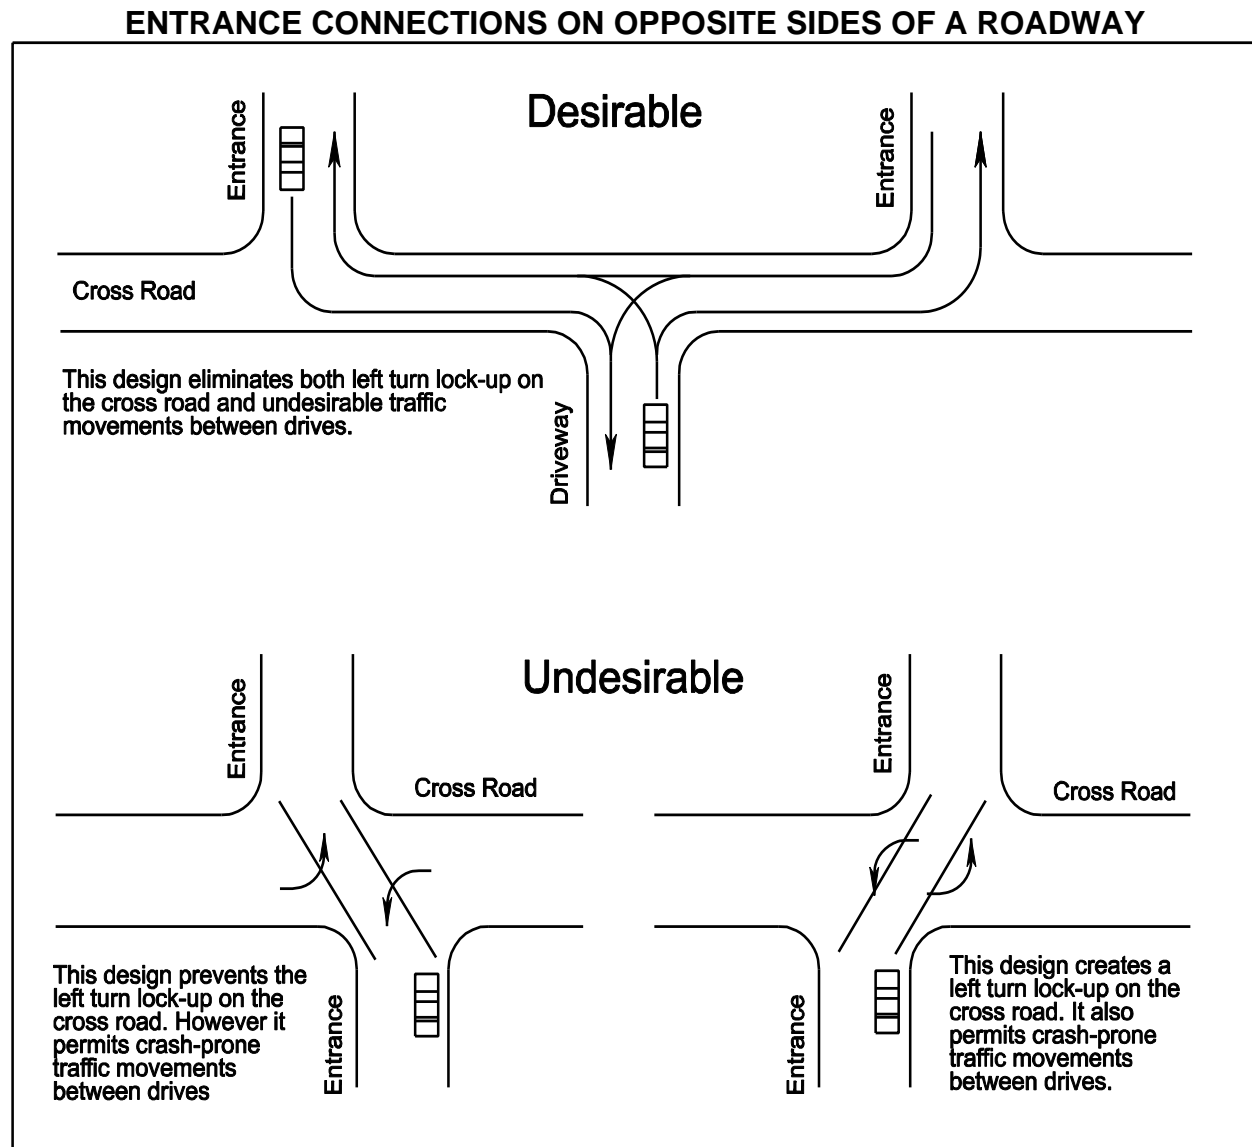 ENTRANCE CONNECTIONS ON OPPOSITE SIDES OF A ROADWAY
Desirable
Entrance
Entrance
Cross Road
This design eliminates both left turn lock-up on
the cross road and undesirable traffic
movements between drives.
Driveway
Undesirable
Entrance
Cross Road
Entrance
Cross Road
This design prevents the
left turn lock-up on the
cross road. However it
permits crash-prone
traffic movements
between drives
Entrance
Entrance
This design creates a
left turn lock-up on the
cross road. It also
permits crash-prone
traffic movements
between drives.